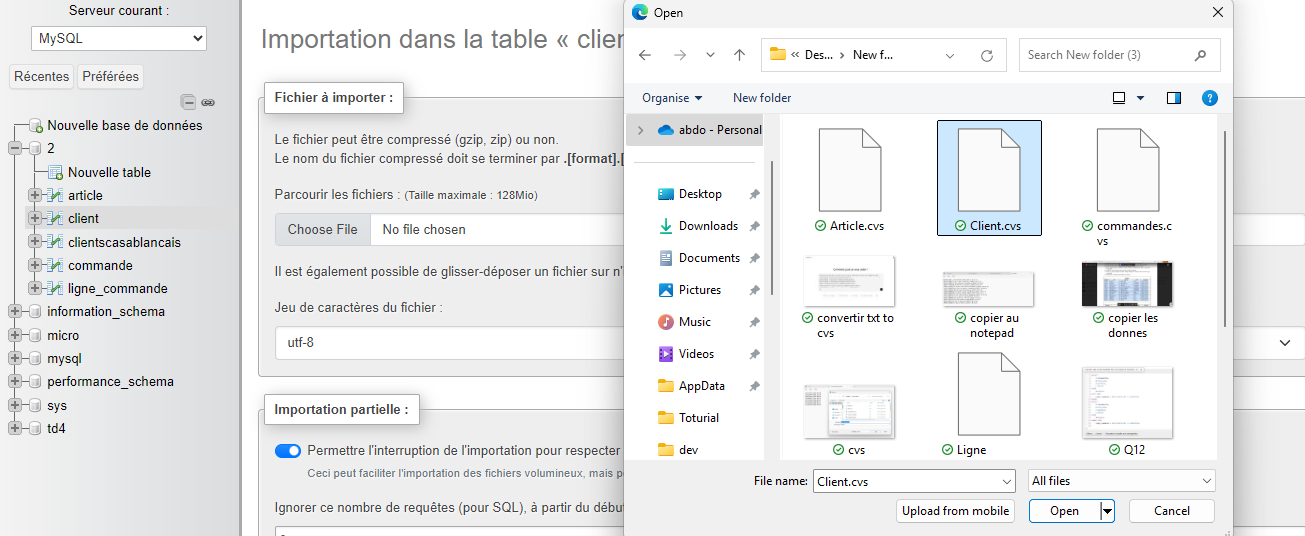 Serveur courant :
MySQL
Récentes
Préférées
Nouvelle base de données
2
Nouvelle table
article
client
clientscasablancais
commande
ligne_commande
information_schema
micro
mysql
performance_schema
sys
td4
Importation dans la table « clien
Fichier à importer :
Le fichier peut être compressé (gzip, zip) ou non.
Le nom du fichier compressé doit se terminer par .[format].[
Parcourir les fichiers : (Taille maximale : 128Mio)
Choose File No file chosen
Il est également possible de glisser-déposer un fichier sur n'
Jeu de caractères du fichier :
utf-8
Importation partielle :
Permettre l'interruption de l'importation pour respecter
Ceci peut faciliter l'importation des fichiers volumineux, mais p
Ignorer ce nombre de requêtes (pour SQL), à partir du débu
Open
« Des... › New f...
Search New folder (3)
Organise
New folder
abdo - Personal
Desktop
Downloads
Documents
Pictures
Music
Videos
AppData
Toturial
dev
Article.cvs
Client.cvs
commandes.c
vs
convertir txt to
cvs
copier au
notepad
copier les
donnes
cvs
Ligne
Q12
File name: Client.cvs
All files
Upload from mobile
Open
Cancel